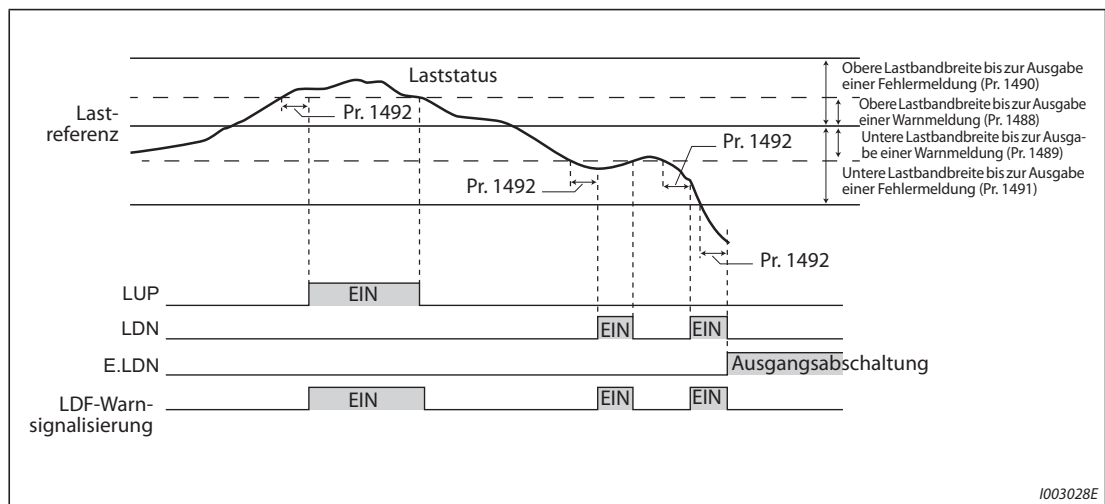 Laststatus
Last-
referenz
Pr. 1492
Pr. 1492
Pr. 1492
Pr. 1492
Obere Lastbandbreite bis zur Ausgabe
einer Fehlermeldung (Pr. 1490)
Obere Lastbandbreite bis zur Ausgabe
einer Warnmeldung (Pr. 1488)
Untere Lastbandbreite bis zur Ausga-
be einer Warnmeldung (Pr. 1489)
Untere Lastbandbreite bis zur Ausgabe
einer Fehlermeldung (Pr. 1491)
LUP
EIN
LDN
EIN
EIN
E.LDN
Ausgangsabschaltung
LDF-Warn-
signalisierung
EIN
EIN
EIN
I003028E